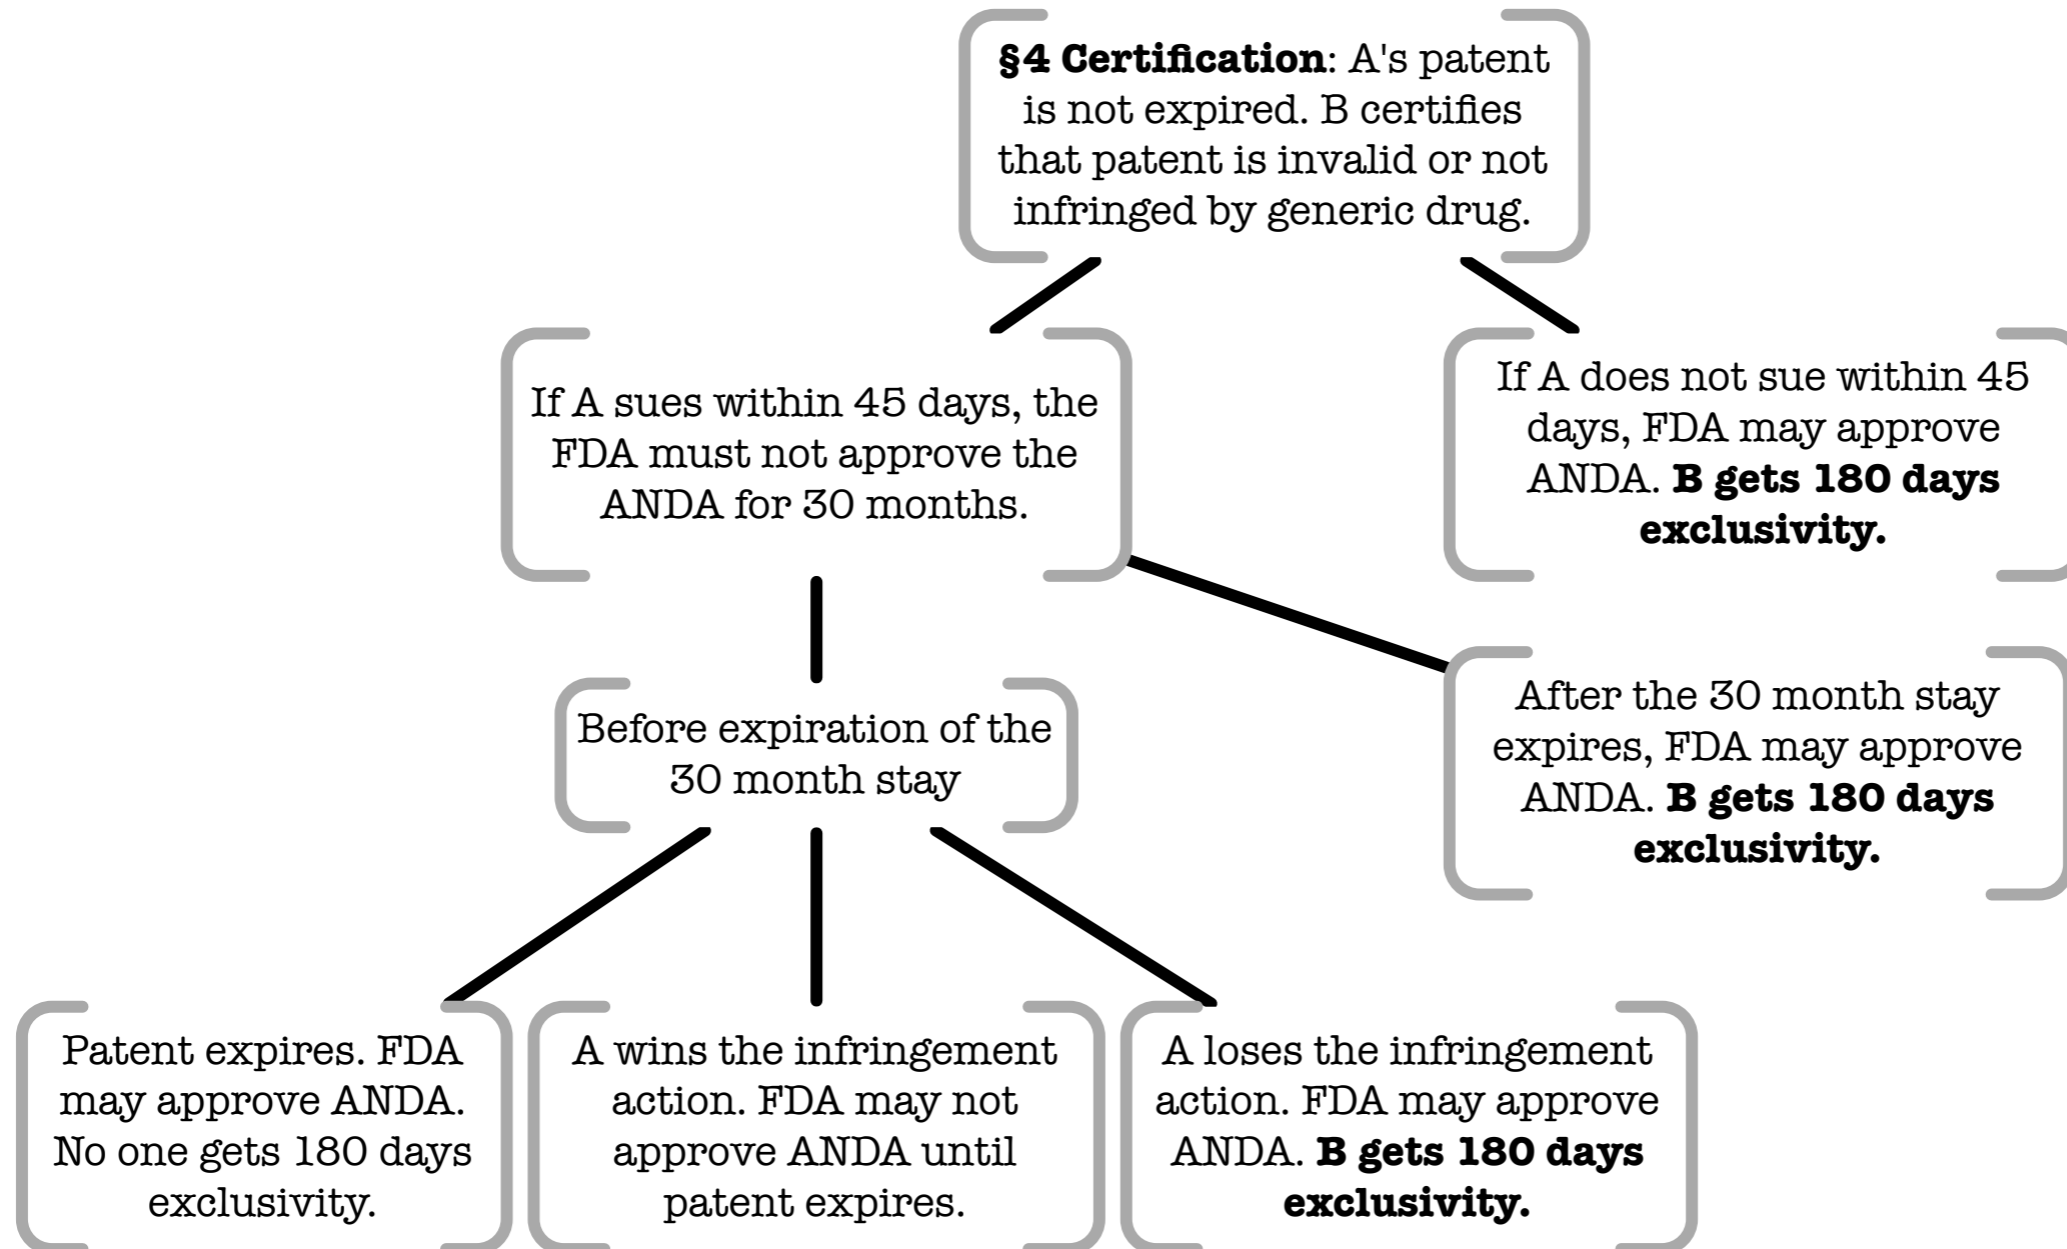 §4 Certification: A's patent
is not expired. B certifies
that patent is invalid or not
infringed by generic drug.
If A sues within 45 days, the
FDA must not approve the
ANDA for 30 months.
If A does not sue within 45
days, FDA may approve
ANDA. B gets 180 days
exclusivity.
Before expiration of the
30 month stay
After the 30 month stay
expires, FDA may approve
ANDA. B gets 180 days
exclusivity.
Patent expires. FDA
may approve ANDA.
No one gets 180 days
exclusivity.
A wins the infringement
action. FDA may not
approve ANDA until
patent expires.
A loses the infringement
action. FDA may approve
ANDA. B gets 180 days
exclusivity.